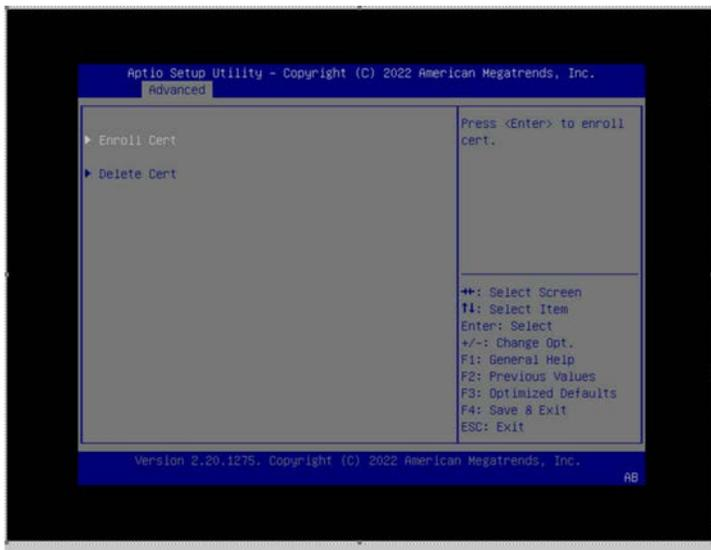 Aptio Setup Utility – Copyright (C) 2022 American Megatrends, Inc.
Advanced
▶ Enroll Cert
▶ Delete Cert
Press <Enter> to enroll
cert.
→←: Select Screen
↑↓: Select Item
Enter: Select
+/-: Change Opt.
F1: General Help
F2: Previous Values
F3: Optimized Defaults
F4: Save & Exit
ESC: Exit
Version 2.20.1275. Copyright (C) 2022 American Megatrends, Inc.
AB